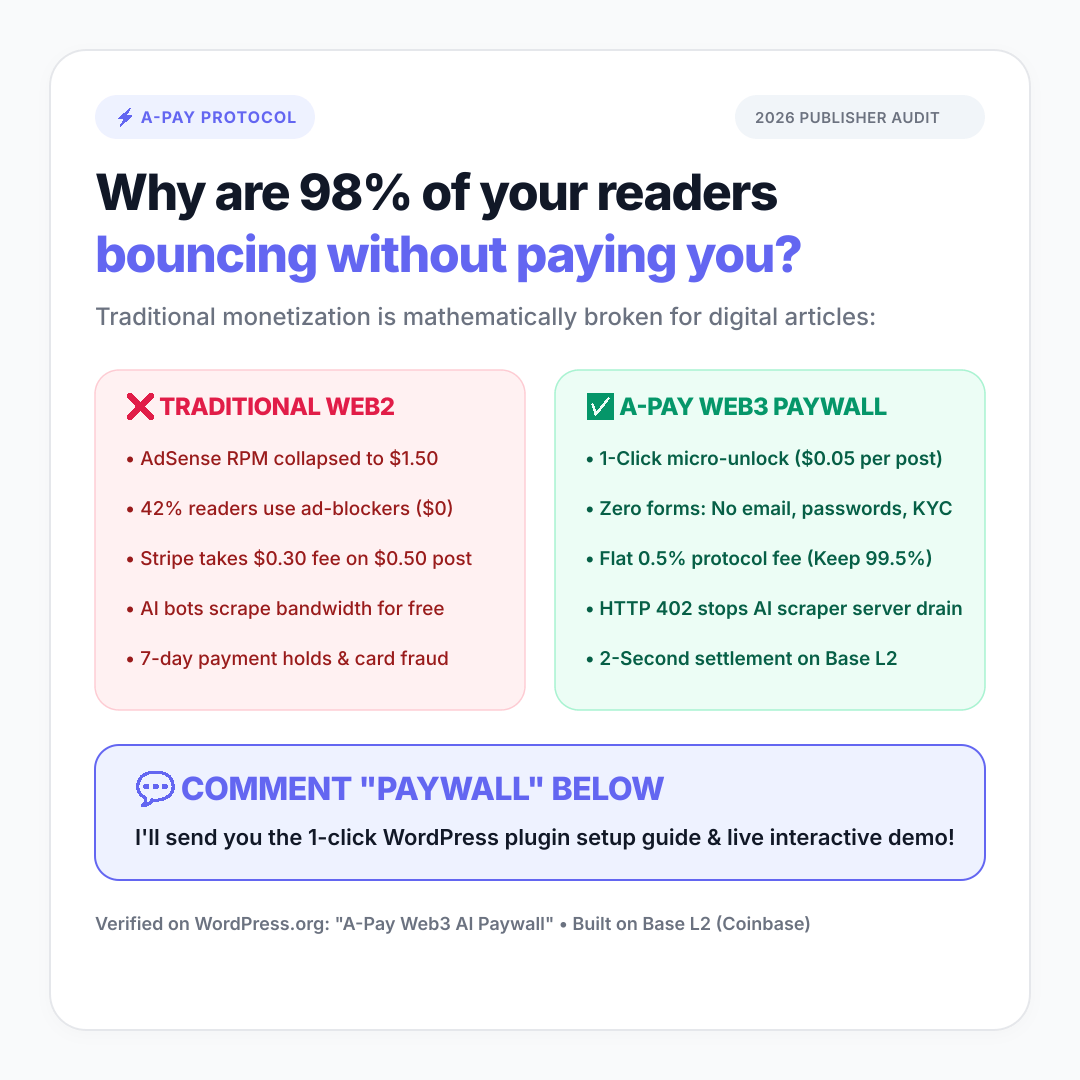 ⚡ A-PAY PROTOCOL
2026 PUBLISHER AUDIT
Why are 98% of your readers
bouncing without paying you?
Traditional monetization is mathematically broken for digital articles:
❌ TRADITIONAL WEB2
• AdSense RPM collapsed to $1.50
• 42% readers use ad-blockers ($0)
• Stripe takes $0.30 fee on $0.50 post
• AI bots scrape bandwidth for free
• 7-day payment holds & card fraud
✅ A-PAY WEB3 PAYWALL
• 1-Click micro-unlock ($0.05 per post)
• Zero forms: No email, passwords, KYC
• Flat 0.5% protocol fee (Keep 99.5%)
• HTTP 402 stops AI scraper server drain
• 2-Second settlement on Base L2
💬 COMMENT "PAYWALL" BELOW
I'll send you the 1-click WordPress plugin setup guide & live interactive demo!
Verified on WordPress.org: "A-Pay Web3 AI Paywall" • Built on Base L2 (Coinbase)